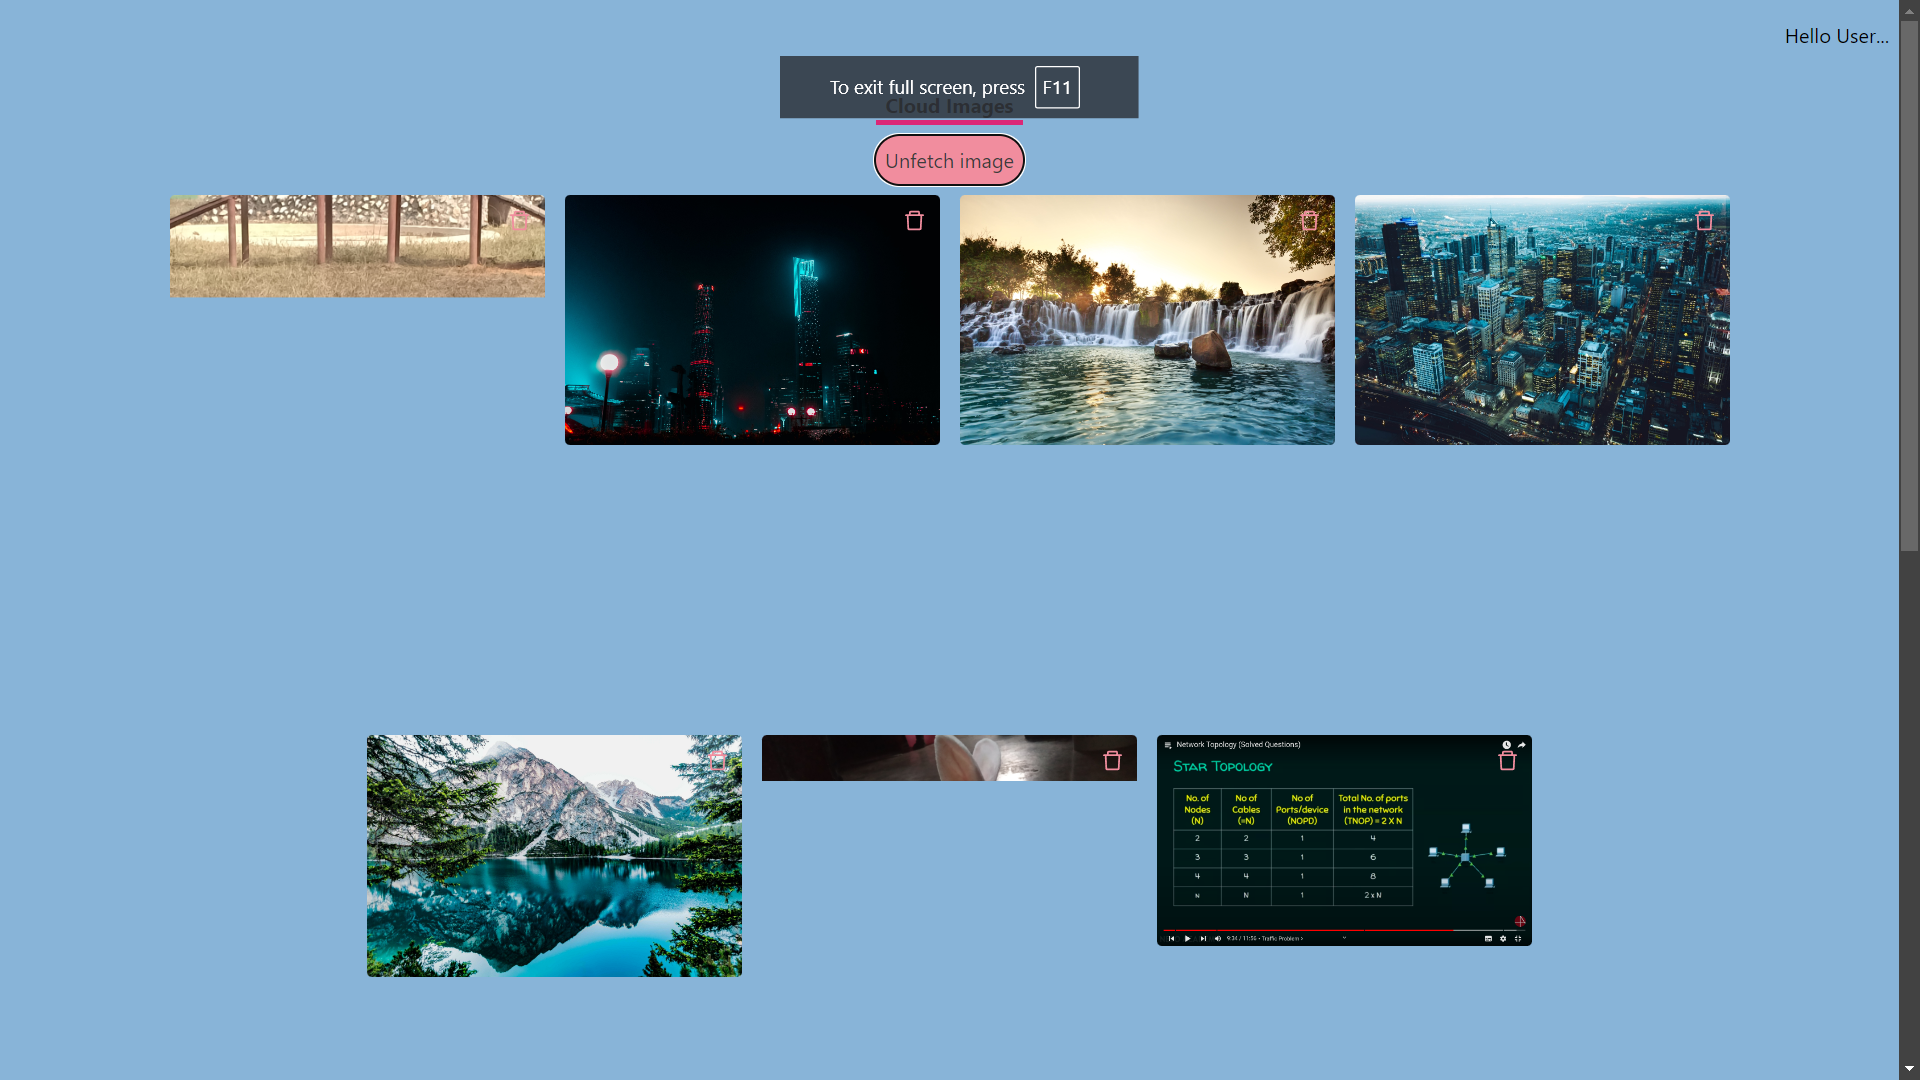 Hello User...
To exit full screen, press F11
Cloud Images
Unfetch image
Network Topology (Solved Questions)
STAR TOPOLOGY
No. of Nodes (N)
No of Cables (=N)
No of Ports/device (NOPD)
Total No. of ports in the network (TNOP) = 2 X N
2 2 1 4
3 3 1 6
4 4 1 8
N N 1 2 x N
9:34 / 11:56 • Traffic Problem >